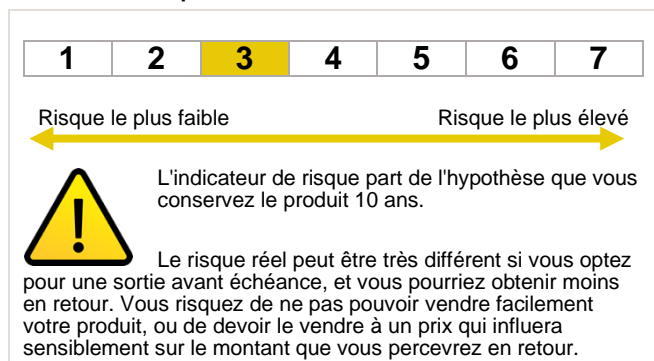 1 2 3 4 5 6 7
Risque le plus faible Risque le plus élevé
L'indicateur de risque part de l'hypothèse que vous
conservez le produit 10 ans.
Le risque réel peut être très différent si vous optez
pour une sortie avant échéance, et vous pourriez obtenir moins
en retour. Vous risquez de ne pas pouvoir vendre facilement
votre produit, ou de devoir le vendre à un prix qui influera
sensiblement sur le montant que vous percevrez en retour.